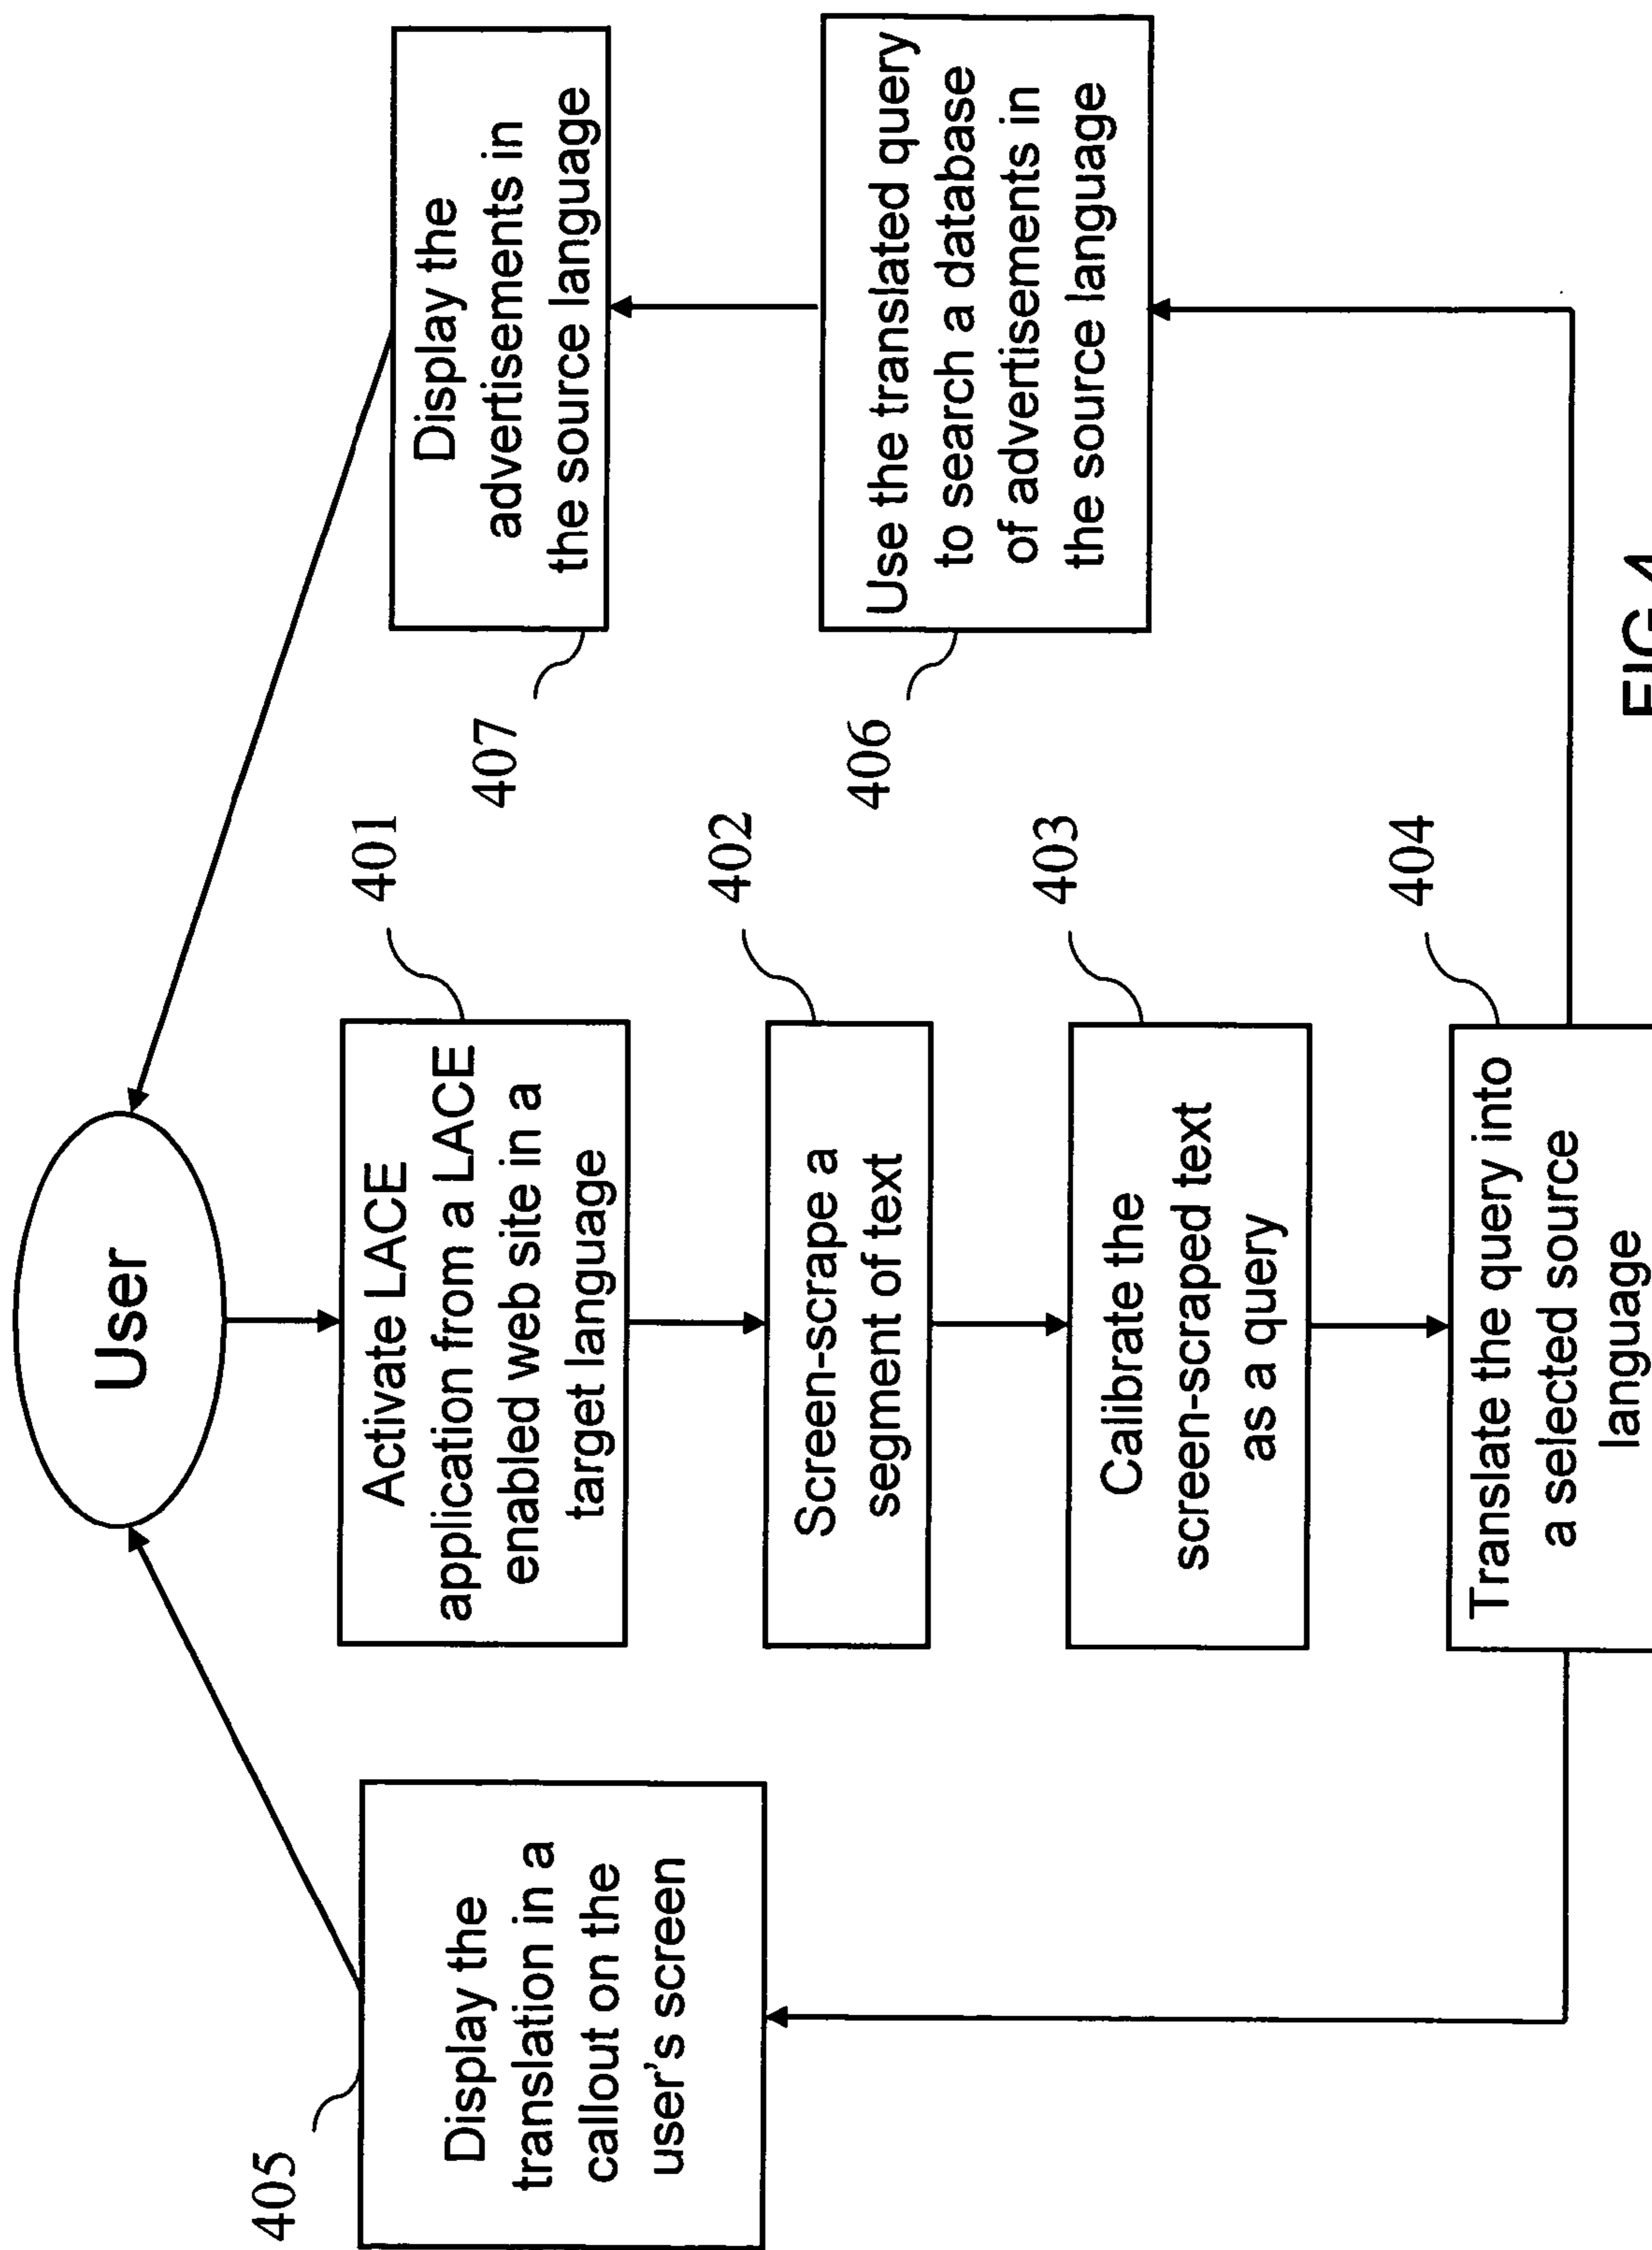 User
401
Activate LACE
application from a LACE
enabled web site in a
target language
402
Screen-scrape a
segment of text
403
Calibrate the
screen-scraped text
as a query
404
Translate the query into
a selected source
language
405
Display the
translation in a
callout on the
user's screen
407
Display the
advertisements in
the source language
406
Use the translated query
to search a database
of advertisements in
the source language
FIG 4